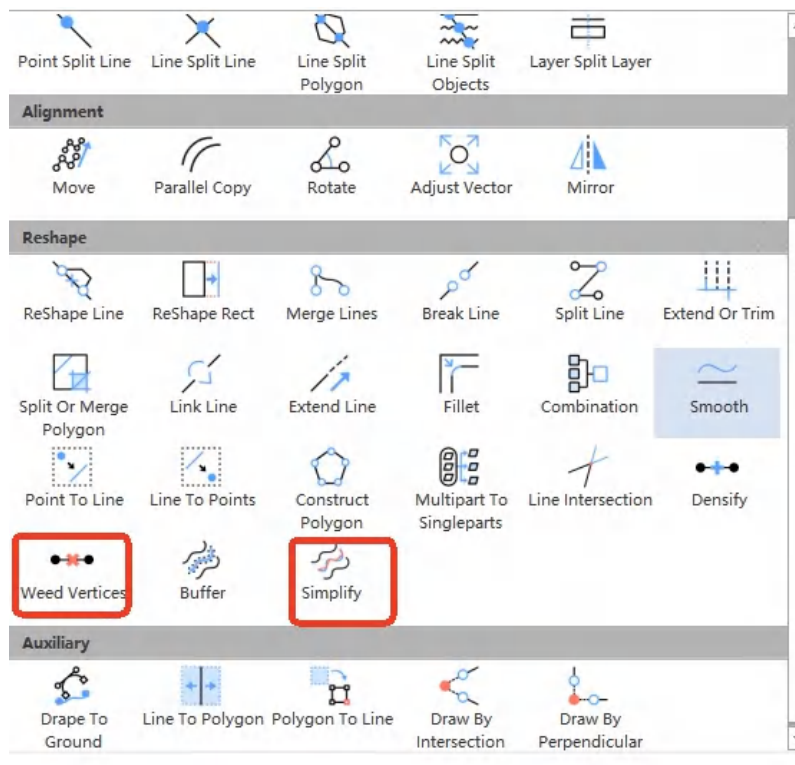 Point Split Line
Line Split Line
Line Split
Polygon
Line Split
Objects
Layer Split Layer
Alignment
Move
Parallel Copy
Rotate
Adjust Vector
Mirror
Reshape
ReShape Line
ReShape Rect
Merge Lines
Break Line
Split Line
Extend Or Trim
Split Or Merge
Polygon
Link Line
Extend Line
Fillet
Combination
Smooth
Point To Line
Line To Points
Construct
Polygon
Multipart To
Singleparts
Line Intersection
Densify
Weed Vertices
Buffer
Simplify
Auxiliary
Drape To
Ground
Line To Polygon
Polygon To Line
Draw By
Intersection
Draw By
Perpendicular